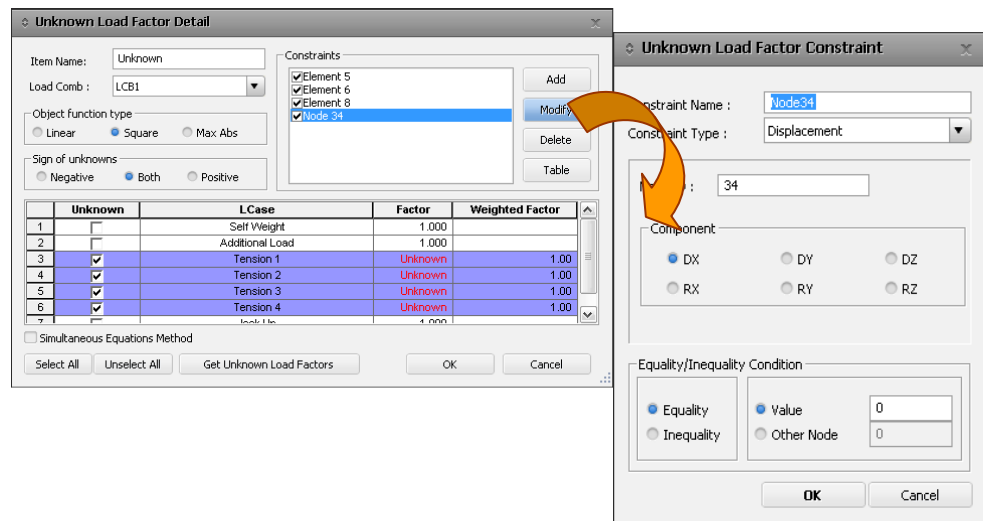 Unknown Load Factor Detail
Item Name: Unknown
Load Comb : LCB1
Object function type
Linear Square Max Abs
Sign of unknowns
Negative Both Positive
Constraints
Element 5
Element 6
Element 8
Node 34
Add
Modify
Delete
Table
Unknown LCase Factor Weighted Factor
1 Self Weight 1.000
2 Additional Load 1.000
3 Tension 1 Unknown 1.00
4 Tension 2 Unknown 1.00
5 Tension 3 Unknown 1.00
6 Tension 4 Unknown 1.00
Simultaneous Equations Method
Select All Unselect All Get Unknown Load Factors OK Cancel
Unknown Load Factor Constraint
Constraint Name : Node34
Constraint Type : Displacement
: 34
Component
DX DY DZ
RX RY RZ
Equality/Inequality Condition
Equality Value 0
Inequality Other Node 0
OK Cancel